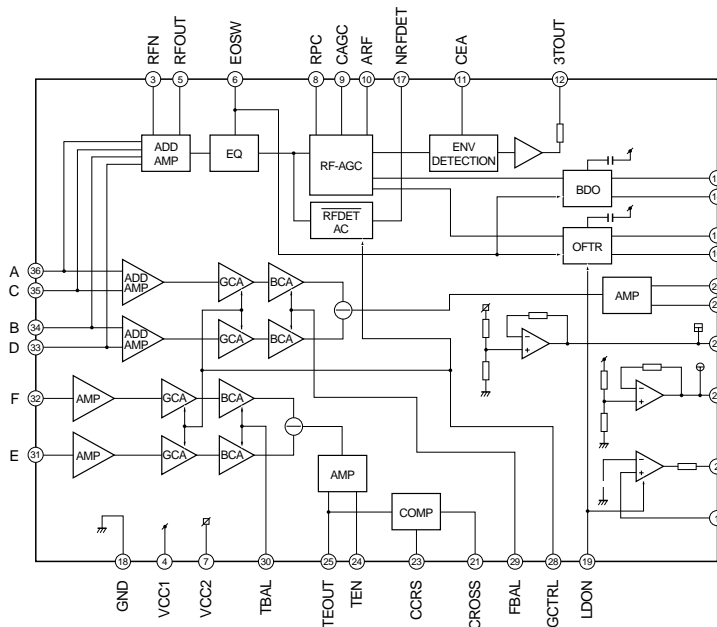 RFN
RFOUT
EOSW
RPC
CAGC
ARF
NRFDET
CEA
3TOUT
3
5
6
8
9
10
17
11
12
ADD
AMP
EQ
RF-AGC
ENV
DETECTION
BDO
RFDET
AC
OFTR
A
36
C
35
B
34
D
33
F
32
E
31
ADD
AMP
GCA
BCA
ADD
AMP
GCA
BCA
AMP
AMP
GCA
BCA
AMP
GCA
BCA
AMP
COMP
18
4
7
30
25
24
23
21
29
28
19
GND
VCC1
VCC2
TBAL
TEOUT
TEN
CCRS
CROSS
FBAL
GCTRL
LDON